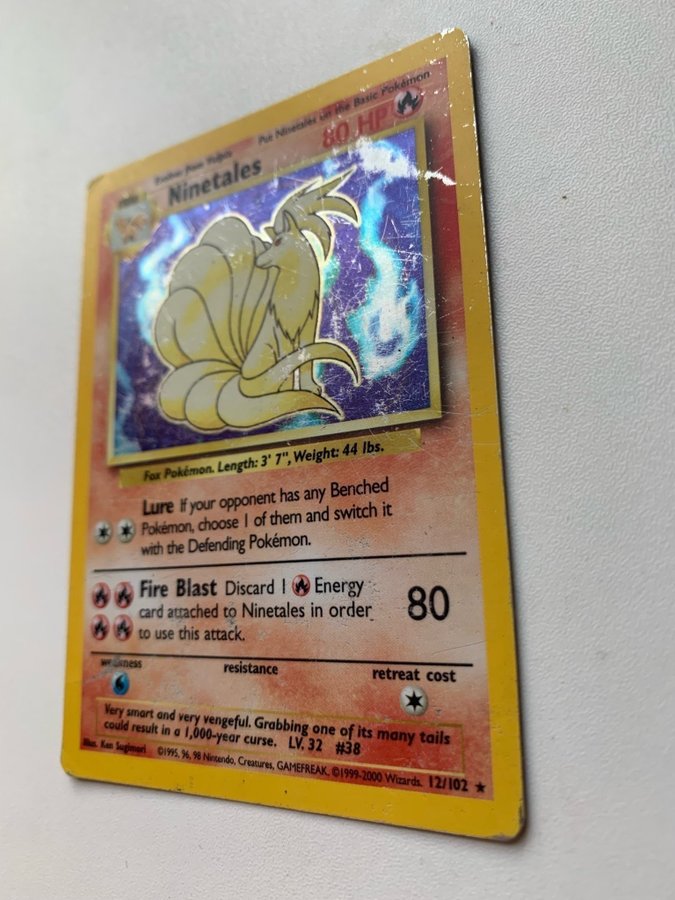 Evolves from Vulpix Put Ninetales on the Basic Pokémon
Ninetales 80 HP
Fox Pokémon. Length: 3' 7", Weight: 44 lbs.
Lure If your opponent has any Benched
Pokémon, choose 1 of them and switch it
with the Defending Pokémon.
Fire Blast Discard 1 Energy
card attached to Ninetales in order
to use this attack.
80
weakness resistance retreat cost
Very smart and very vengeful. Grabbing one of its many tails
could result in a 1,000-year curse. LV. 32 #38
Illus. Ken Sugimori ©1995, 96, 98 Nintendo, Creatures, GAMEFREAK. ©1999-2000 Wizards. 12/102 ★